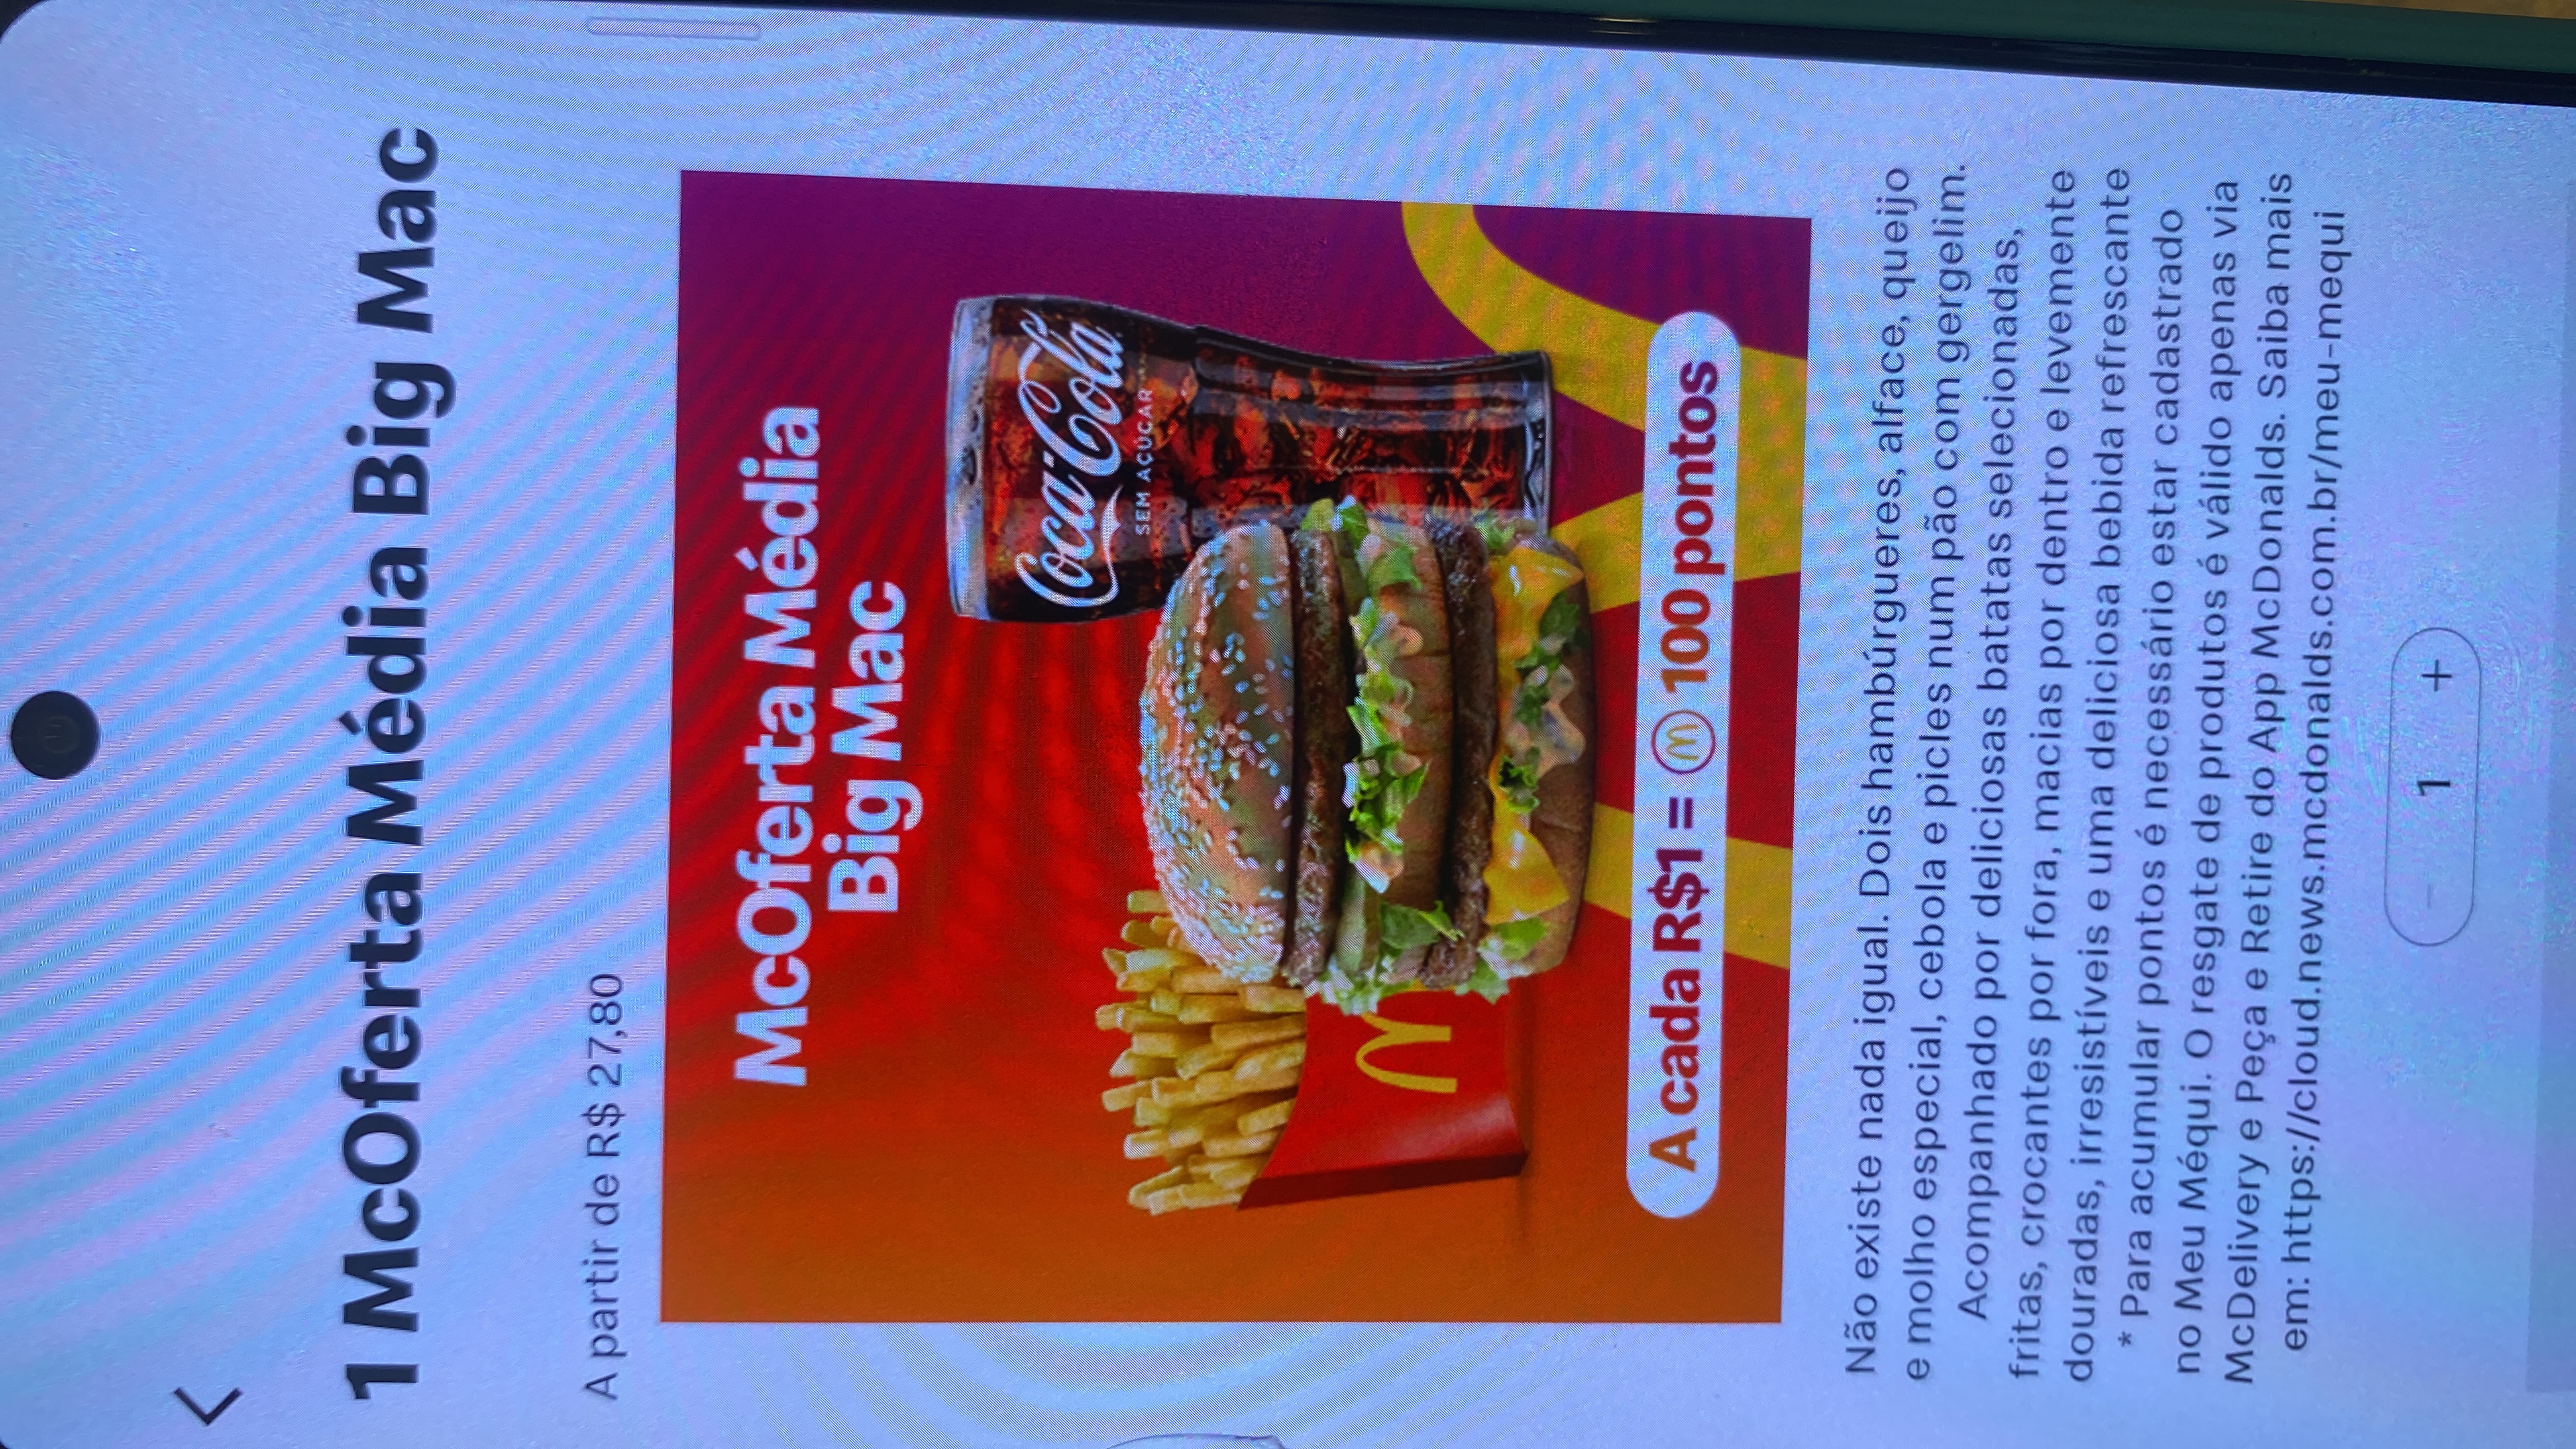 1 McOferta Média Big Mac
A partir de R$ 27,80
McOferta Média
Big Mac
Coca-Cola
SEM AÇÚCAR
A cada R$1 = 100 pontos
Não existe nada igual. Dois hambúrgueres, alface, queijo
e molho especial, cebola e picles num pão com gergelim.
Acompanhado por deliciosas batatas selecionadas,
fritas, crocantes por fora, macias por dentro e levemente
douradas, irresistíveis e uma deliciosa bebida refrescante
* Para acumular pontos é necessário estar cadastrado
no Meu Méqui. O resgate de produtos é válido apenas via
McDelivery e Peça e Retire do App McDonalds. Saiba mais
em: https://cloud.news.mcdonalds.com.br/meu-mequi
− 1 +